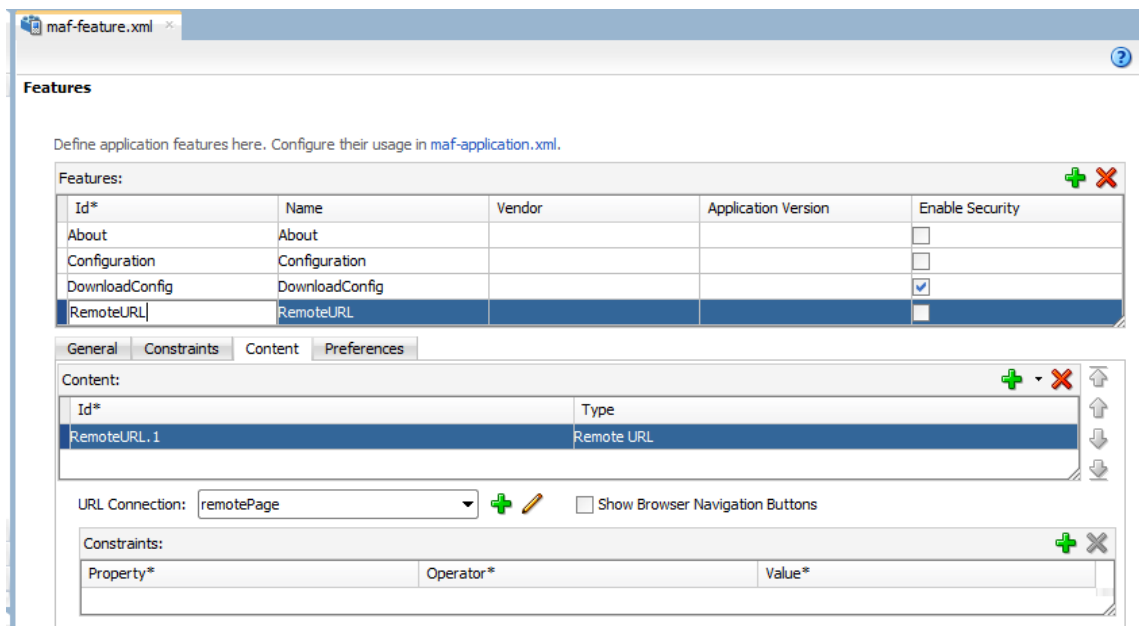 maf-feature.xml
Features
Define application features here. Configure their usage in maf-application.xml.
Features:
Id* Name Vendor Application Version Enable Security
About About
Configuration Configuration
DownloadConfig DownloadConfig
RemoteURL RemoteURL
General Constraints Content Preferences
Content:
Id* Type
RemoteURL.1 Remote URL
URL Connection: remotePage Show Browser Navigation Buttons
Constraints:
Property* Operator* Value*